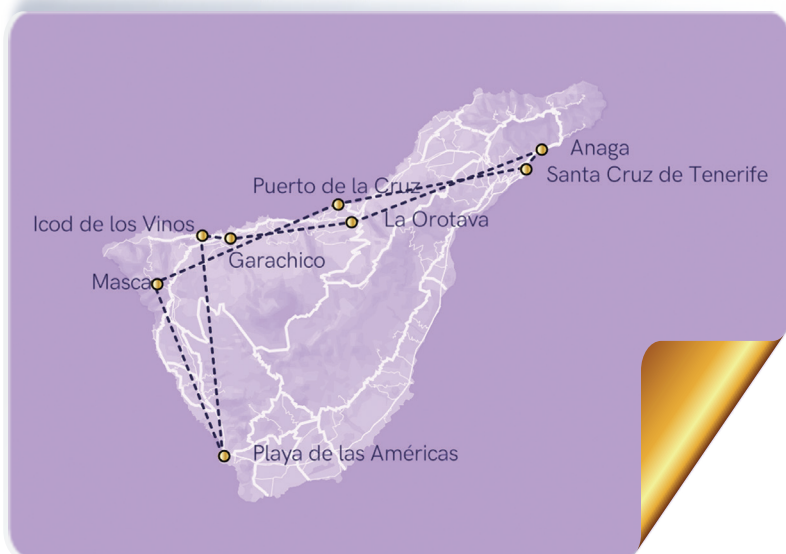 Anaga
Santa Cruz de Tenerife
Puerto de la Cruz
La Orotava
Icod de los Vinos
Garachico
Masca
Playa de las Américas